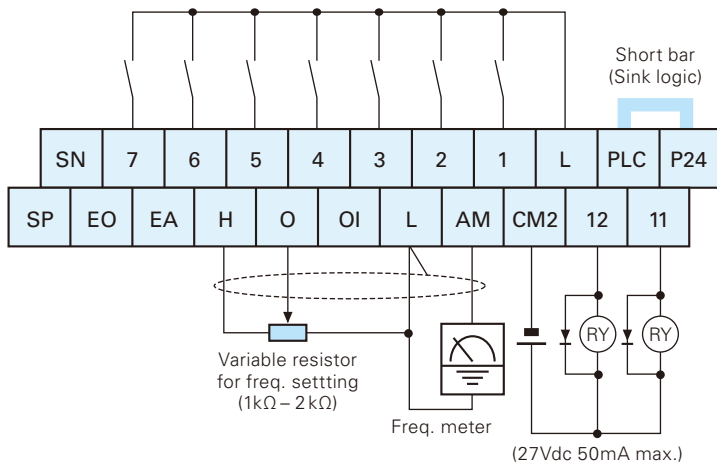 Short bar
(Sink logic)
SN 7 6 5 4 3 2 1 L PLC P24
SP EO EA H O OI L AM CM2 12 11
RY RY
Variable resistor
for freq. settting
(1kΩ – 2kΩ)
Freq. meter
(27Vdc 50mA max.)